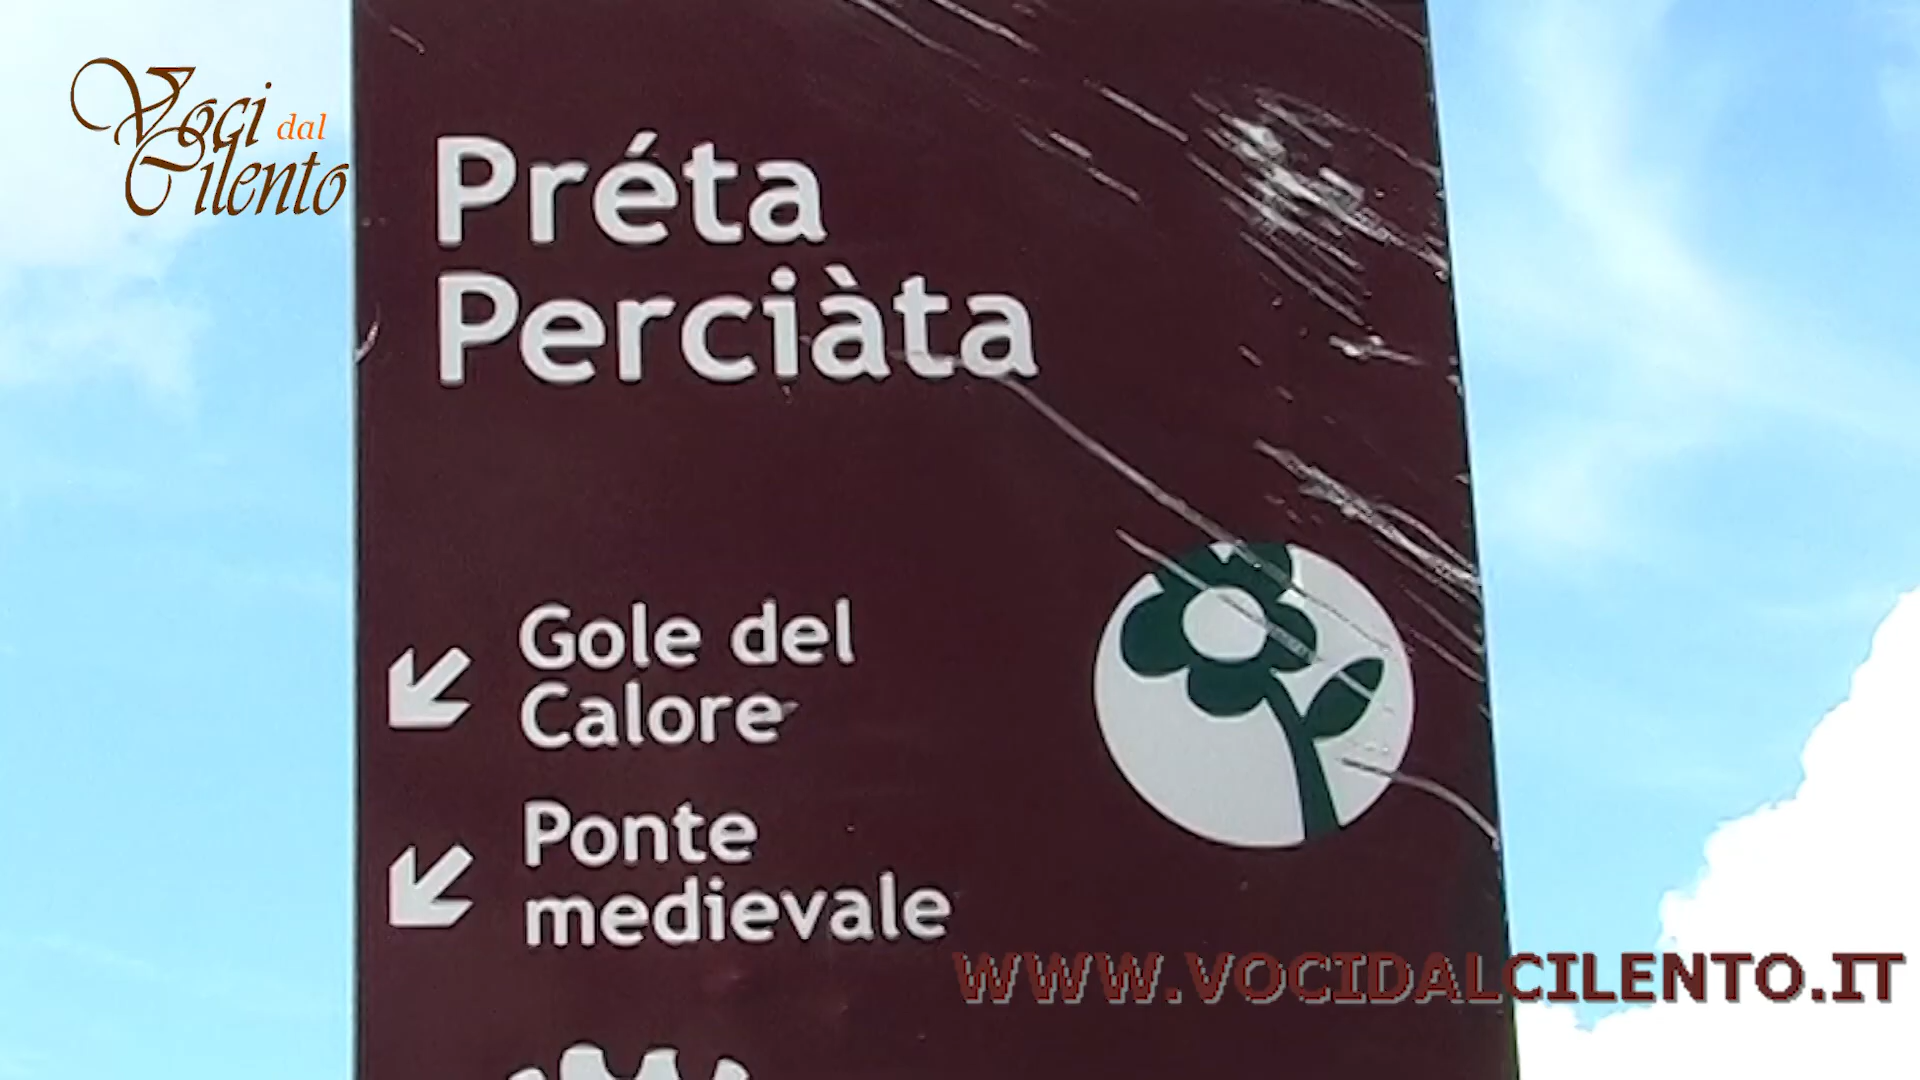 Voci dal
Cilento
Préta
Perciàta
Gole del
Calore
Ponte
medievale
WWW.VOCIDALCILENTO.IT